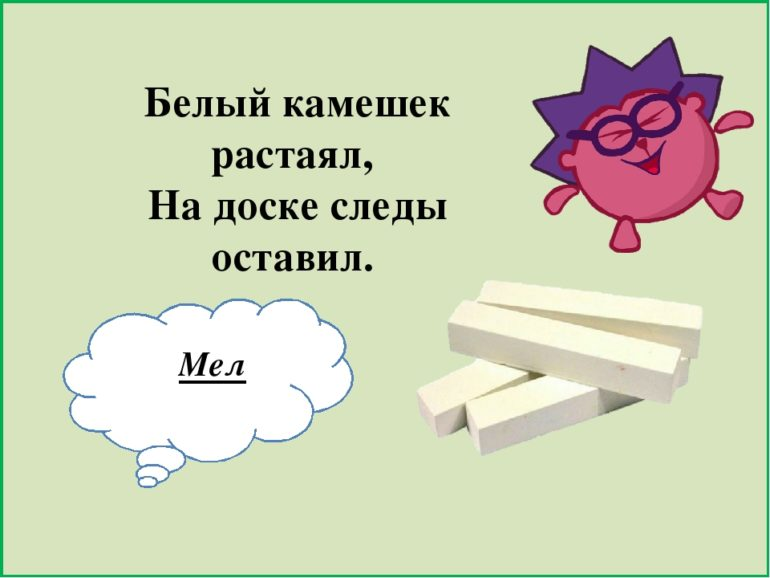 Белый камешек
растаял,
На доске следы
оставил.
Мел